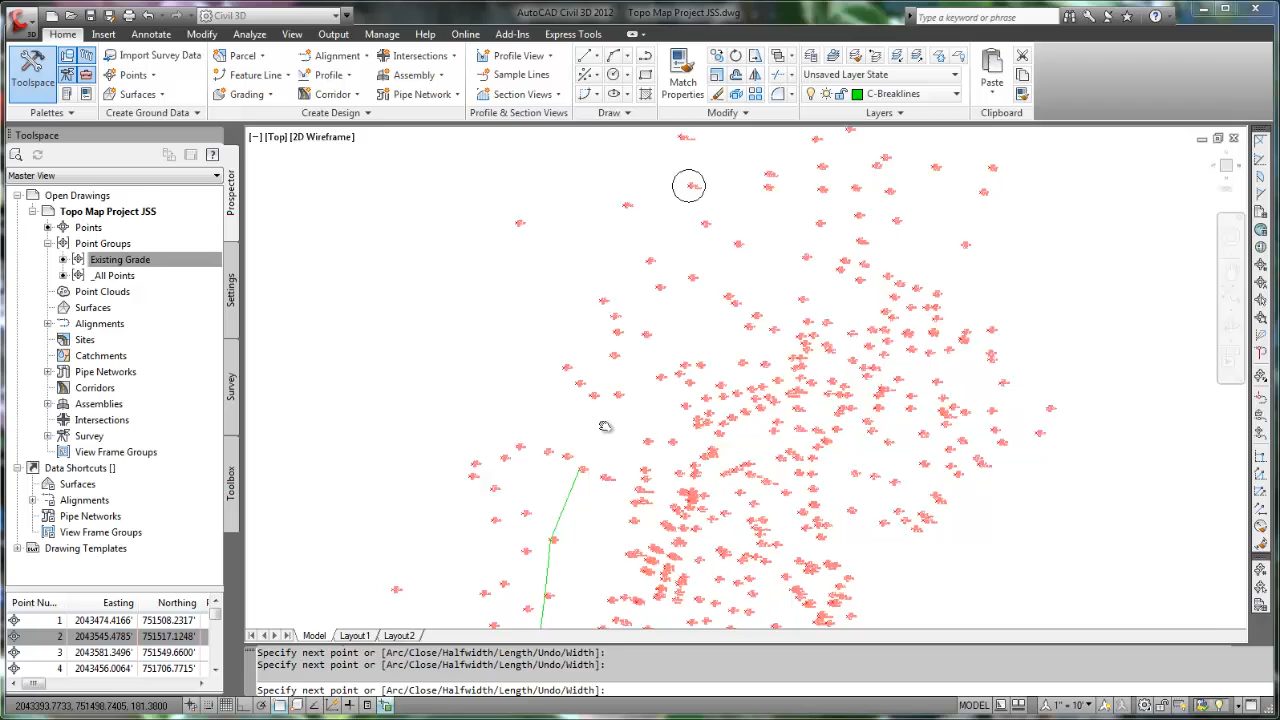 Civil 3D
AutoCAD Civil 3D 2012 Topo Map Project JSS.dwg
Type a keyword or phrase
3D
Home Insert Annotate Modify Analyze View Output Manage Help Online Add-Ins Express Tools
Toolspace
Import Survey Data
Points
Surfaces
Parcel
Feature Line
Grading
Alignment
Profile
Corridor
Intersections
Assembly
Pipe Network
Profile View
Sample Lines
Section Views
Match
Properties
Unsaved Layer State
C-Breaklines
Paste
Palettes Create Ground Data Create Design Profile & Section Views Draw Modify Layers Clipboard
Toolspace
[−] [Top] [2D Wireframe]
Master View
Open Drawings
Topo Map Project JSS
Points
Point Groups
Existing Grade
_All Points
Point Clouds
Surfaces
Alignments
Sites
Catchments
Pipe Networks
Corridors
Assemblies
Intersections
Survey
View Frame Groups
Data Shortcuts []
Surfaces
Alignments
Pipe Networks
View Frame Groups
Drawing Templates
Prospector
Settings
Survey
Toolbox
Point Nu... Easting Northing
1 2043474.4166' 751508.2317'
2 2043545.4785' 751517.1248'
3 2043581.3496' 751549.6600'
4 2043456.0064' 751706.7715'
Model Layout1 Layout2
Specify next point or [Arc/Close/Halfwidth/Length/Undo/Width]:
Specify next point or [Arc/Close/Halfwidth/Length/Undo/Width]:
Specify next point or [Arc/Close/Halfwidth/Length/Undo/Width]:
2043393.7733, 751498.7405, 181.3800
MODEL
1" = 10'